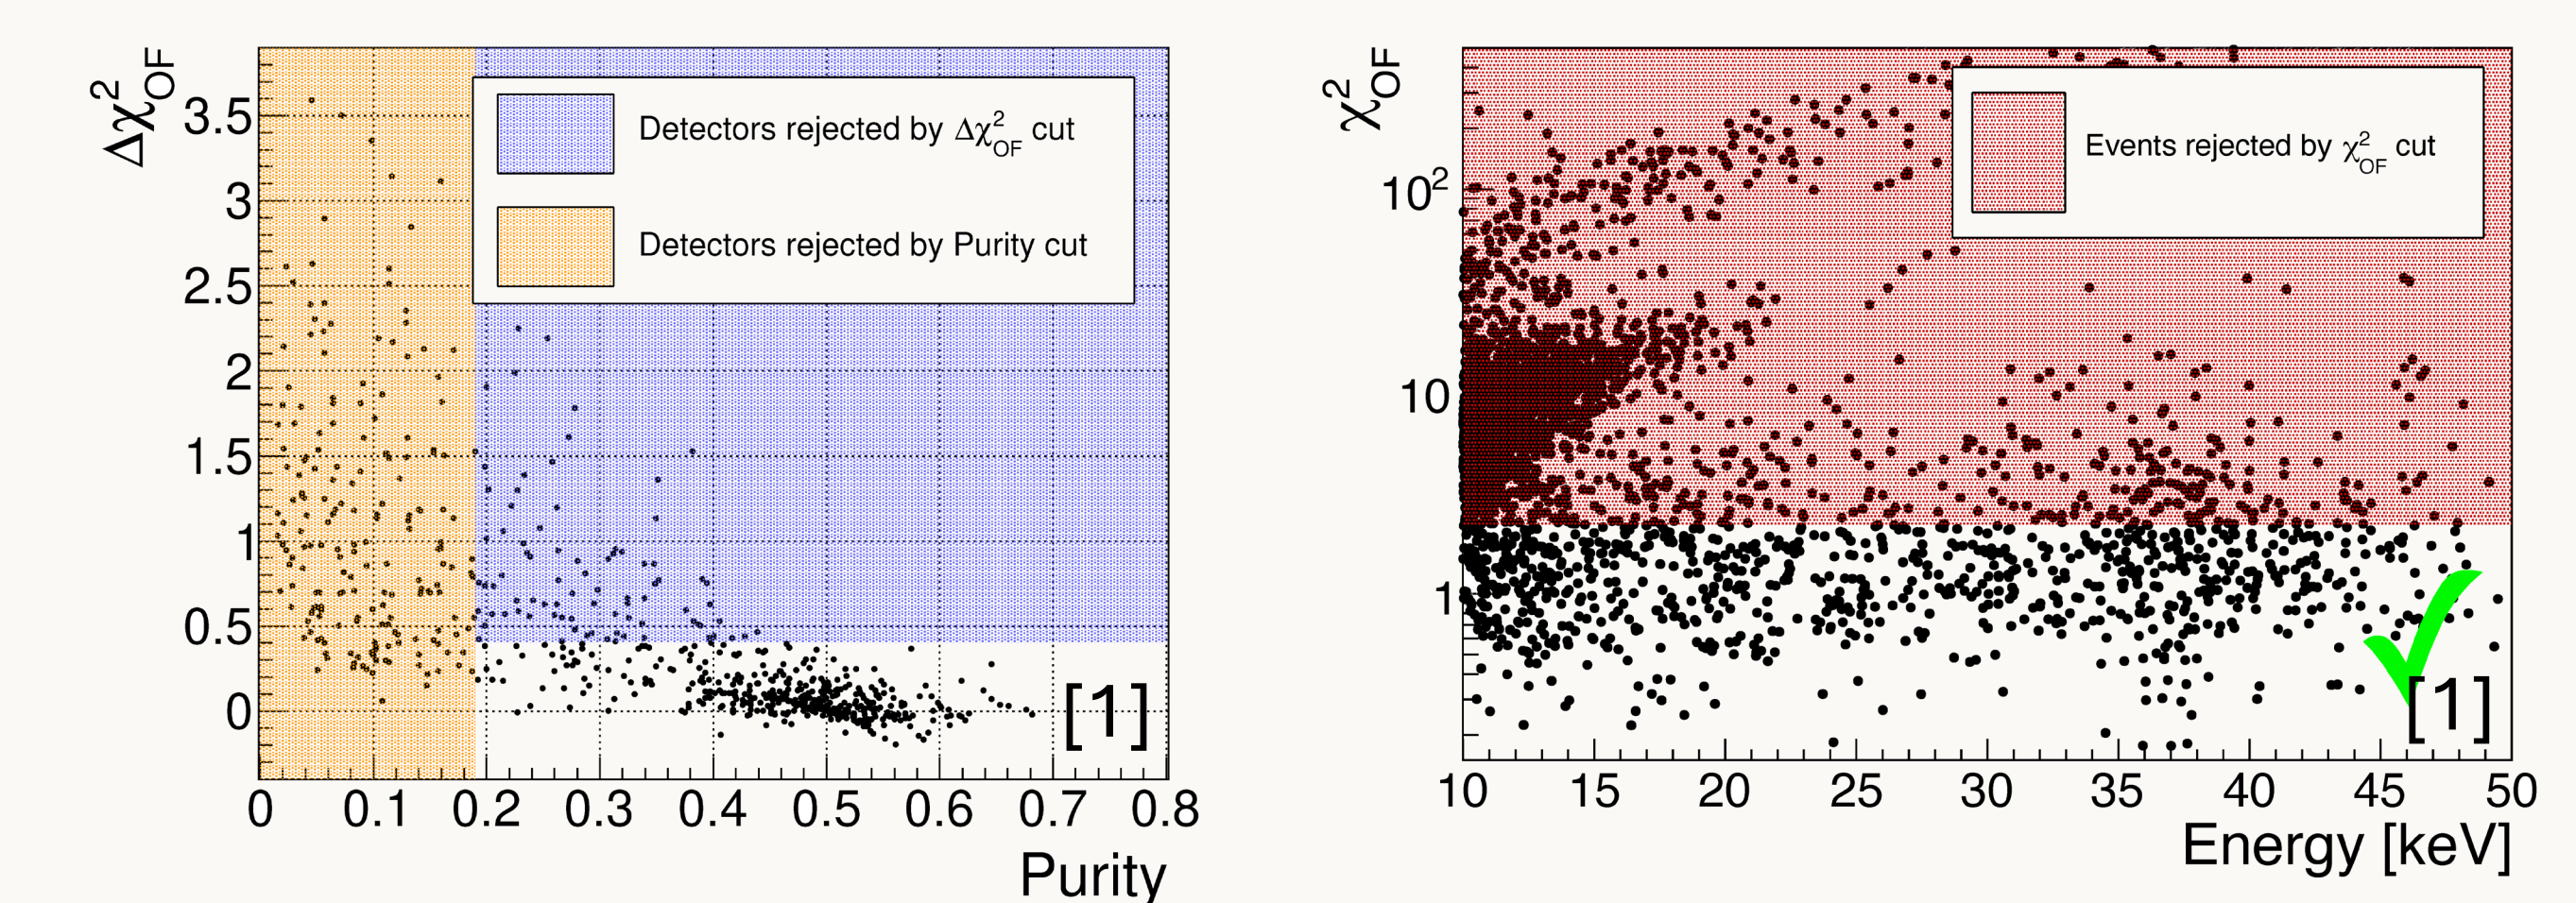 Δχ²OF
3.5
3
2.5
2
1.5
1
0.5
0
Detectors rejected by Δχ²OF cut
Detectors rejected by Purity cut
[1]
0 0.1 0.2 0.3 0.4 0.5 0.6 0.7 0.8
Purity
χ²OF
10²
10
1
Events rejected by χ²OF cut
[1]
10 15 20 25 30 35 40 45 50
Energy [keV]